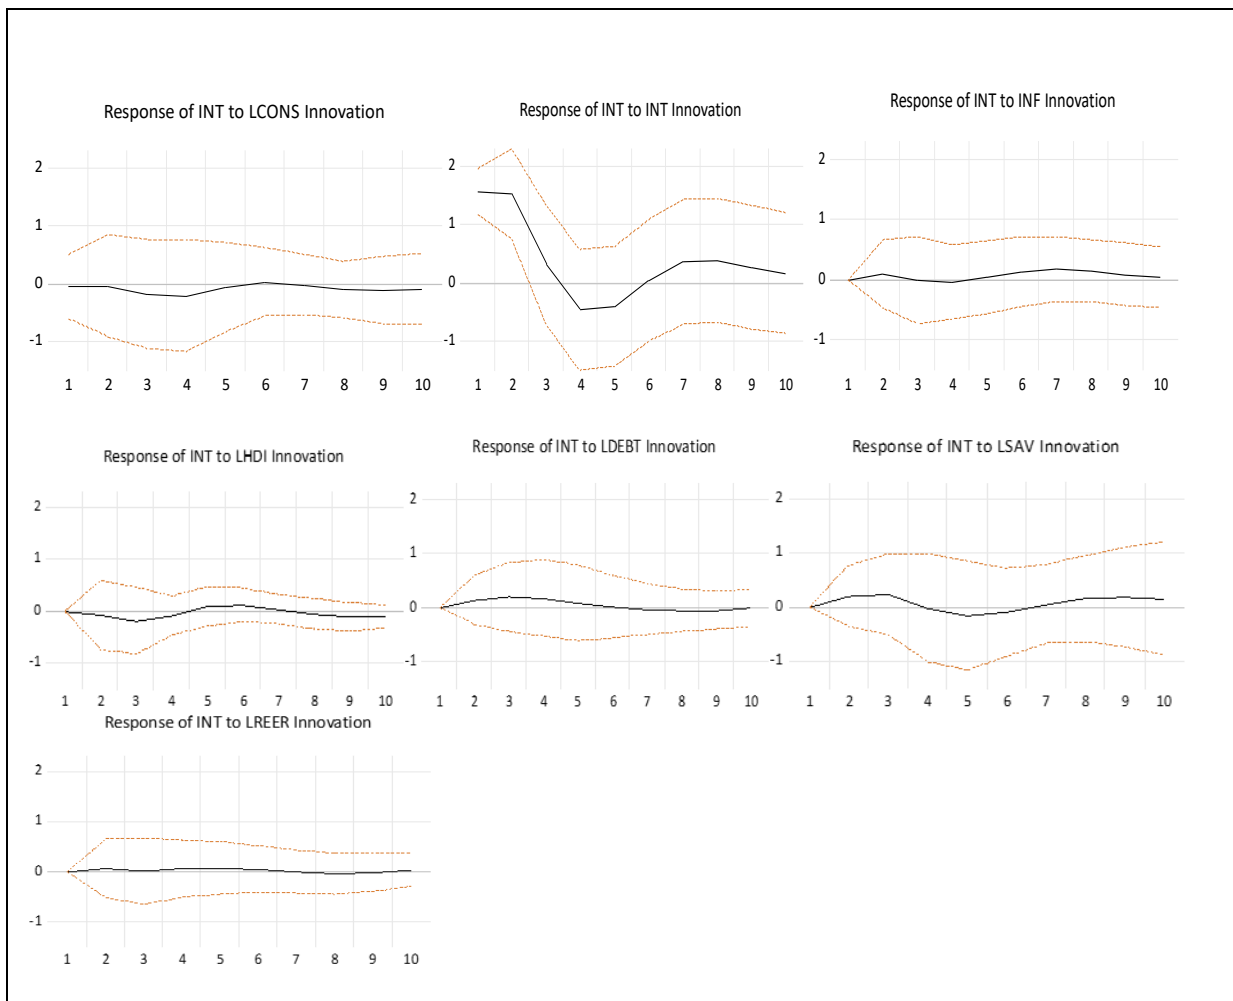 Response of INT to LCONS Innovation
2
1
0
-1
1 2 3 4 5 6 7 8 9 10
Response of INT to INT Innovation
2
1
0
-1
1 2 3 4 5 6 7 8 9 10
Response of INT to INF Innovation
2
1
0
-1
1 2 3 4 5 6 7 8 9 10
Response of INT to LHDI Innovation
2
1
0
-1
1 2 3 4 5 6 7 8 9 10
Response of INT to LDEBT Innovation
2
1
0
-1
1 2 3 4 5 6 7 8 9 10
Response of INT to LSAV Innovation
2
1
0
-1
1 2 3 4 5 6 7 8 9 10
Response of INT to LREER Innovation
2
1
0
-1
1 2 3 4 5 6 7 8 9 10